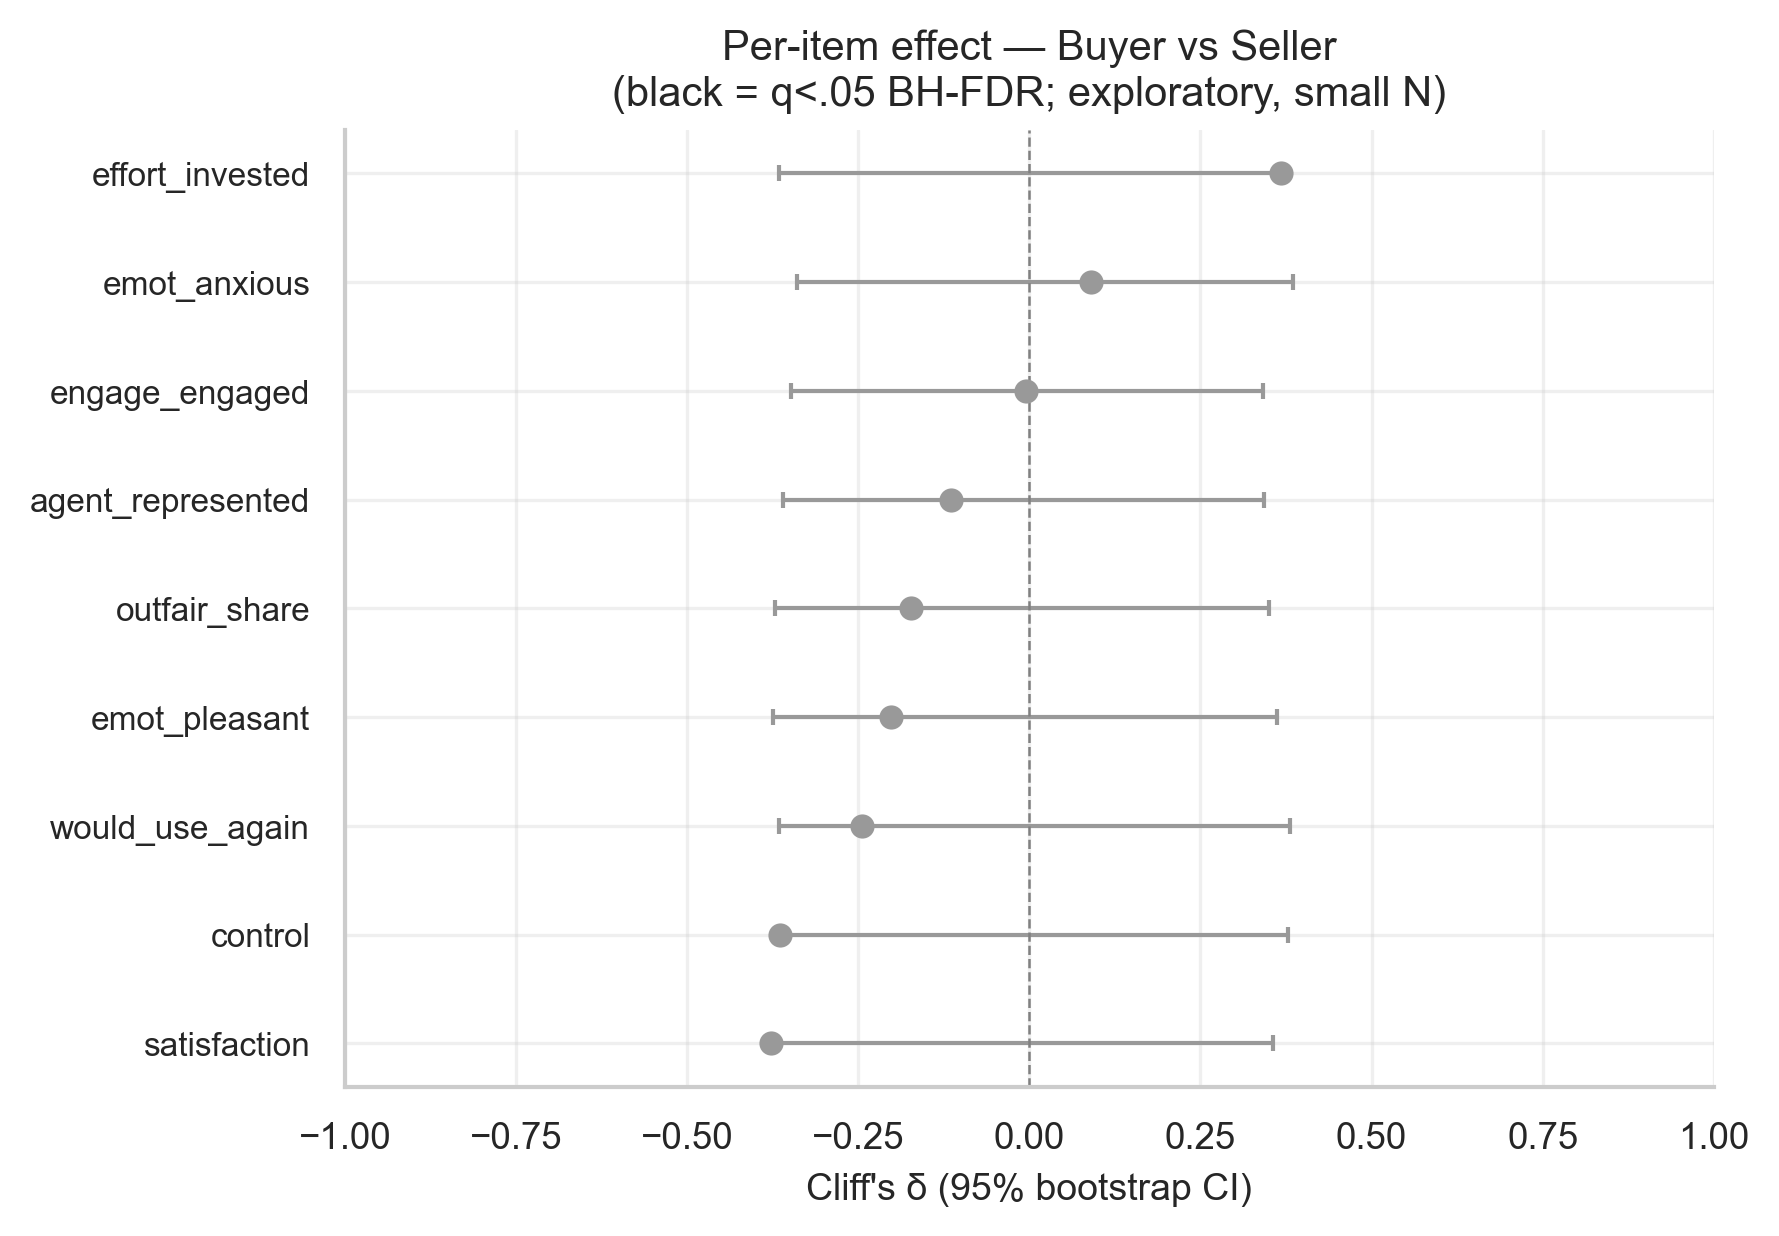 Per-item effect — Buyer vs Seller
(black = q<.05 BH-FDR; exploratory, small N)
effort_invested
emot_anxious
engage_engaged
agent_represented
outfair_share
emot_pleasant
would_use_again
control
satisfaction
−1.00 −0.75 −0.50 −0.25 0.00 0.25 0.50 0.75 1.00
Cliff's δ (95% bootstrap CI)